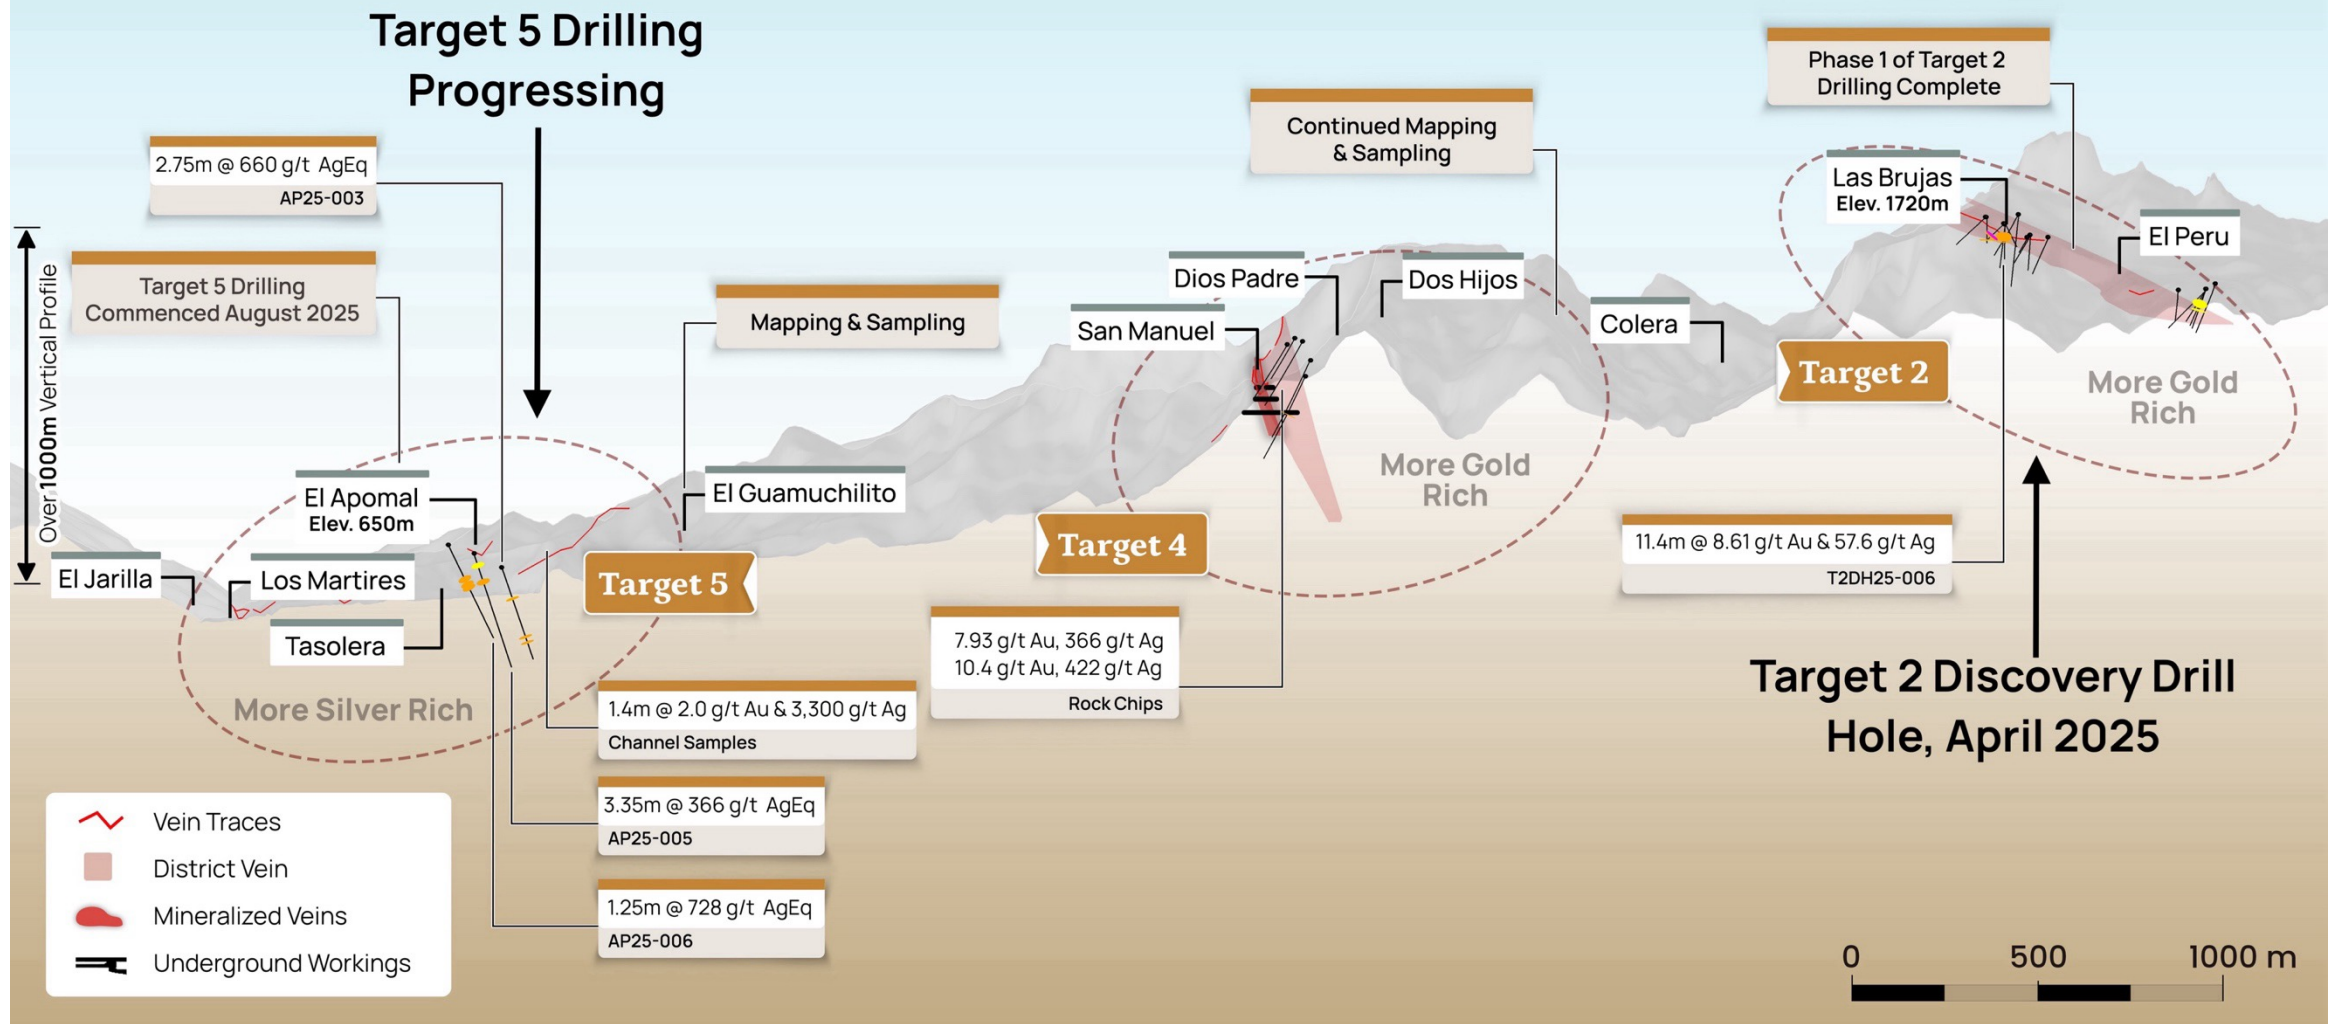 Target 5 Drilling
Progressing
2.75m @ 660 g/t AgEq
AP25-003
Target 5 Drilling
Commenced August 2025
Over 1000m Vertical Profile
Mapping & Sampling
El Apomal
Elev. 650m
El Guamuchilito
El Jarilla
Los Martires
Tasolera
Target 5
More Silver Rich
1.4m @ 2.0 g/t Au & 3,300 g/t Ag
Channel Samples
3.35m @ 366 g/t AgEq
AP25-005
1.25m @ 728 g/t AgEq
AP25-006
Continued Mapping
& Sampling
Dios Padre
Dos Hijos
San Manuel
Colera
More Gold
Rich
Target 4
7.93 g/t Au, 366 g/t Ag
10.4 g/t Au, 422 g/t Ag
Rock Chips
Phase 1 of Target 2
Drilling Complete
Las Brujas
Elev. 1720m
El Peru
Target 2
More Gold
Rich
11.4m @ 8.61 g/t Au & 57.6 g/t Ag
T2DH25-006
Target 2 Discovery Drill
Hole, April 2025
Vein Traces
District Vein
Mineralized Veins
Underground Workings
0 500 1000 m